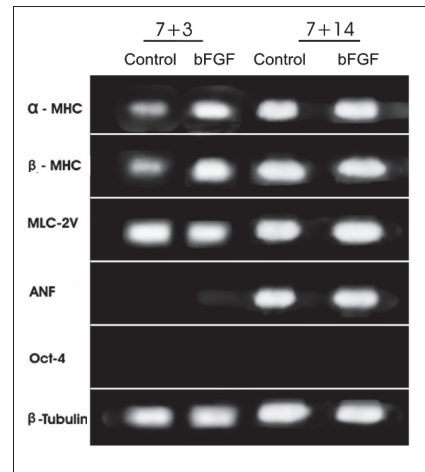 7+3 7+14
Control bFGF Control bFGF
α - MHC
β - MHC
MLC-2V
ANF
Oct-4
β-Tubulin